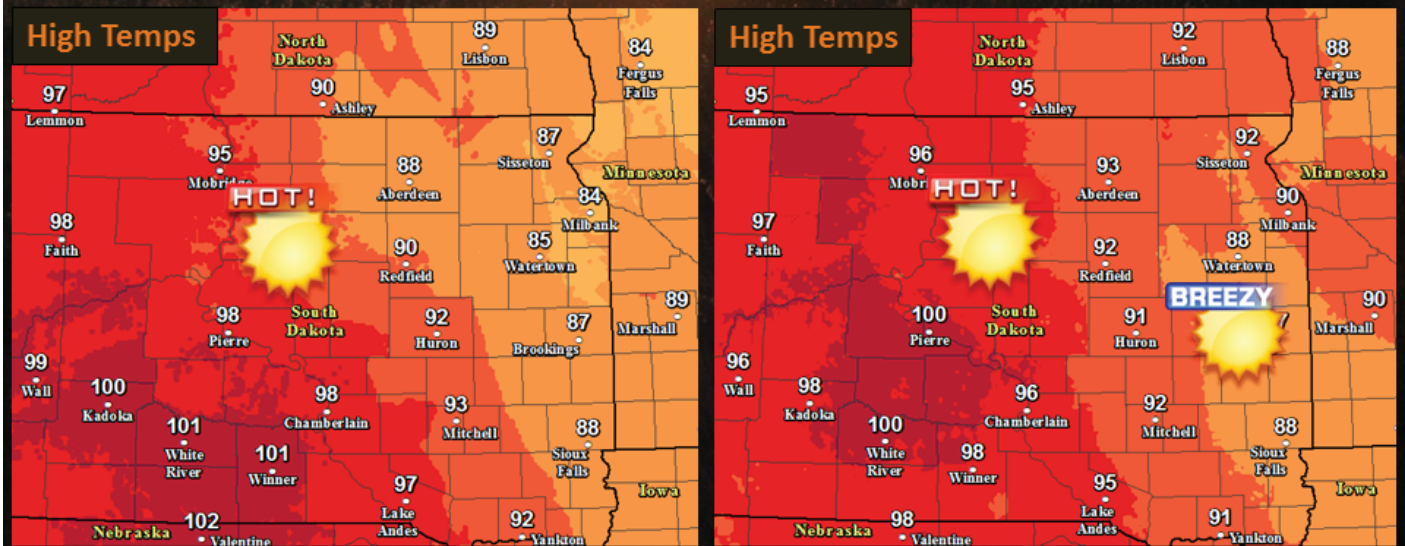 High Temps
North
Dakota
89
Lisbon
84
Fergus
Falls
97
Lemmon
90
Ashley
87
Sisseton
95
Mobridge
88
Aberdeen
Minnesota
HOT!
84
Milbank
98
Faith
90
Redfield
85
Watertown
98
Pierre
South
Dakota
92
Huron
87
Brookings
89
Marshall
99
Wall
100
Kadoka
98
Chamberlain
93
Mitchell
88
Sioux
Falls
101
White
River
101
Winner
97
Lake
Andes
Iowa
Nebraska
102
Valentine
92
Yankton
High Temps
North
Dakota
92
Lisbon
88
Fergus
Falls
95
Lemmon
95
Ashley
92
Sisseton
96
Mobr
93
Aberdeen
Minnesota
HOT!
90
Milbank
97
Faith
92
Redfield
88
Watertown
BREEZY
100
Pierre
South
Dakota
91
Huron
7
90
Marshall
96
Wall
98
Kadoka
96
Chamberlain
92
Mitchell
88
Sioux
Falls
100
White
River
98
Winner
95
Lake
Andes
Iowa
Nebraska
98
Valentine
91
Yankton